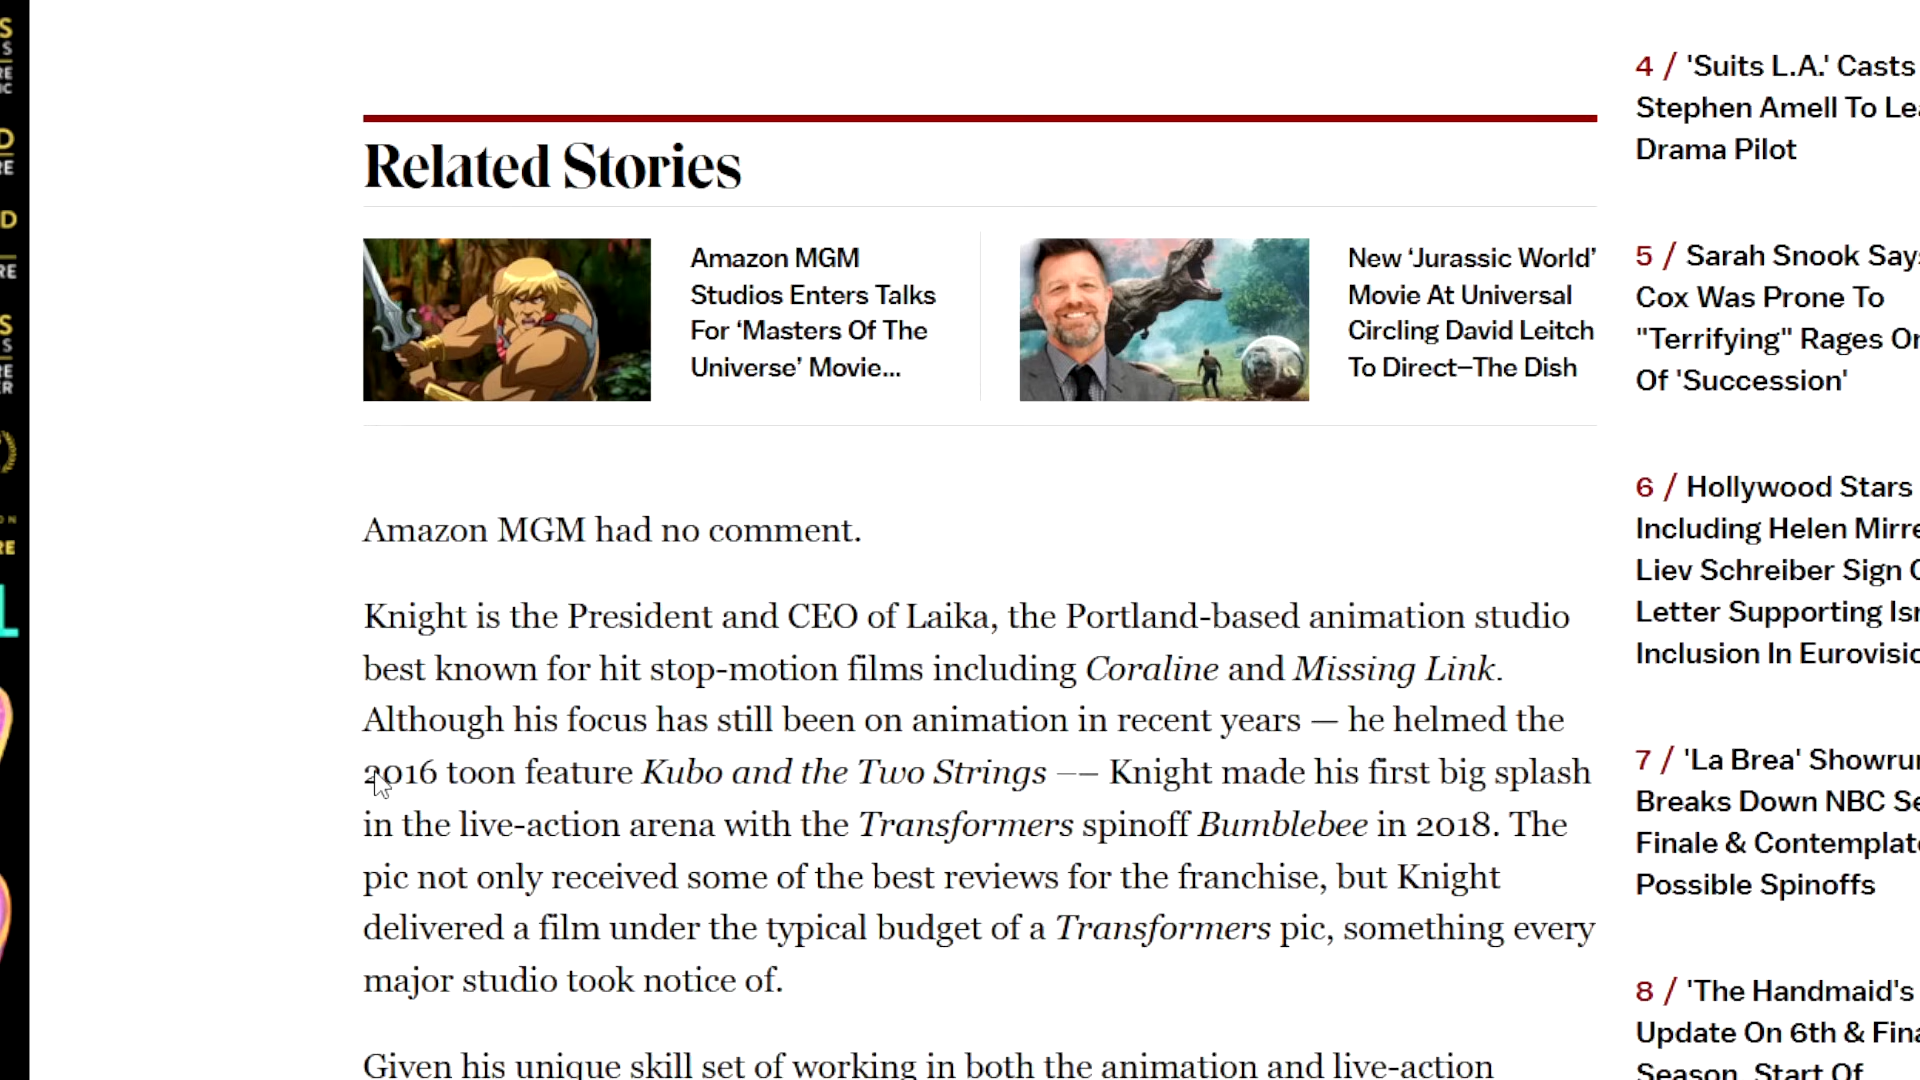 Related Stories
Amazon MGM
Studios Enters Talks
For ‘Masters Of The
Universe’ Movie...
New ‘Jurassic World’
Movie At Universal
Circling David Leitch
To Direct–The Dish
Amazon MGM had no comment.
Knight is the President and CEO of Laika, the Portland-based animation studio
best known for hit stop-motion films including Coraline and Missing Link.
Although his focus has still been on animation in recent years — he helmed the
2016 toon feature Kubo and the Two Strings –– Knight made his first big splash
in the live-action arena with the Transformers spinoff Bumblebee in 2018. The
pic not only received some of the best reviews for the franchise, but Knight
delivered a film under the typical budget of a Transformers pic, something every
major studio took notice of.
Given his unique skill set of working in both the animation and live-action
4 / 'Suits L.A.' Casts
Stephen Amell To
Drama Pilot
5 / Sarah Snook
Cox Was Prone To
"Terrifying" Rages
Of 'Succession'
6 / Hollywood Stars
Including Helen
Liev Schreiber Sign
Letter Supporting
Inclusion In
7 / 'La Brea'
Breaks Down NBC
Finale &
Possible Spinoffs
8 / 'The Handmaid's
Update On 6th &
Season, Start Of